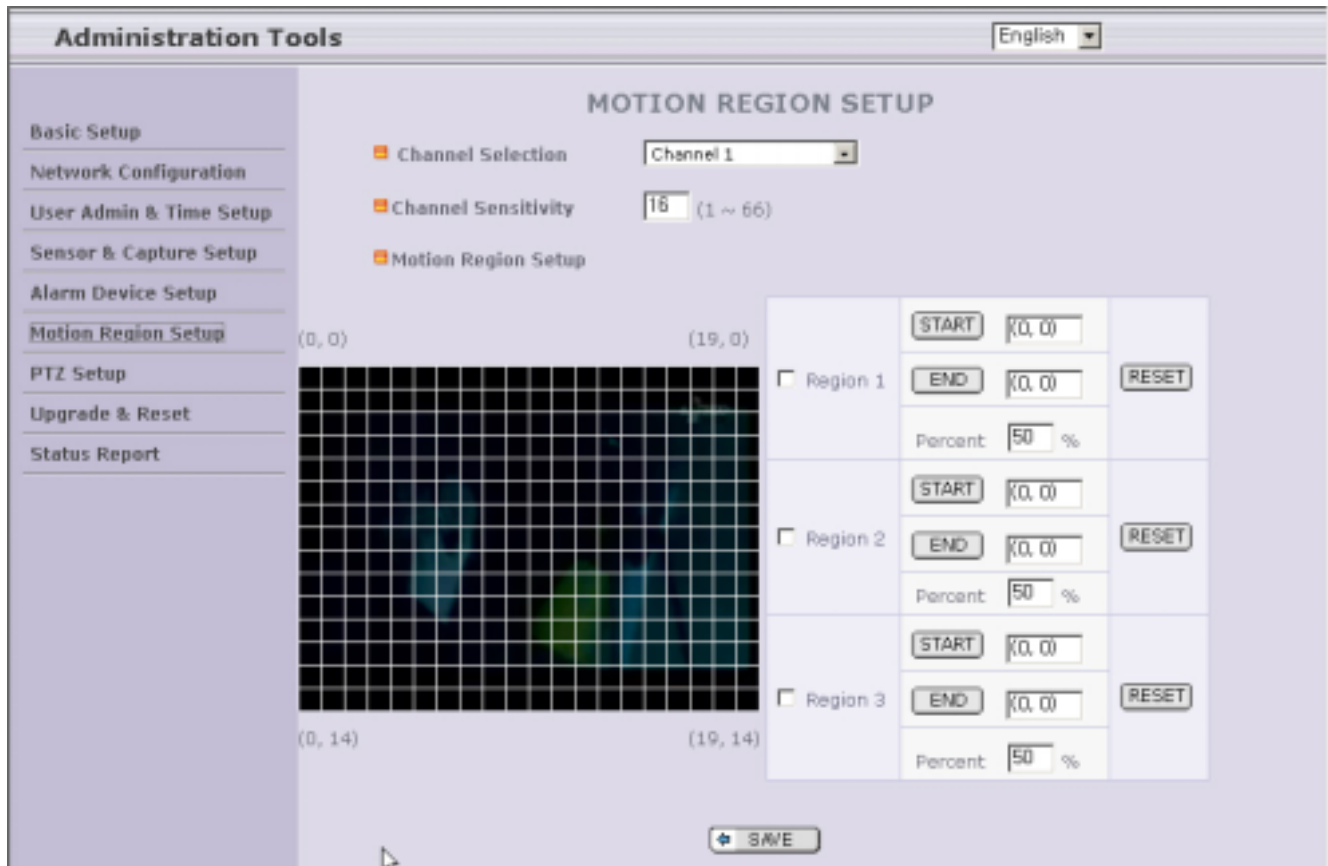 Administration Tools
English
Basic Setup
Network Configuration
User Admin & Time Setup
Sensor & Capture Setup
Alarm Device Setup
Motion Region Setup
PTZ Setup
Upgrade & Reset
Status Report
MOTION REGION SETUP
Channel Selection Channel 1
Channel Sensitivity 16 (1 ~ 66)
Motion Region Setup
(0, 0) (19, 0)
(0, 14) (19, 14)
Region 1
START (0, 0)
END (0, 0)
Percent 50 %
RESET
Region 2
START (0, 0)
END (0, 0)
Percent 50 %
RESET
Region 3
START (0, 0)
END (0, 0)
Percent 50 %
RESET
SAVE